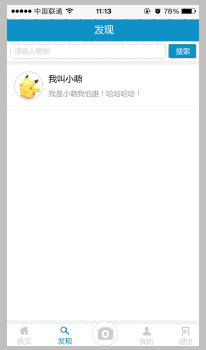 中国联通 11:13 78%
发现
请输入昵称 搜索
我叫小萌
我是小萌我怕谁！哈哈哈哈！
首页 发现 我的 退出